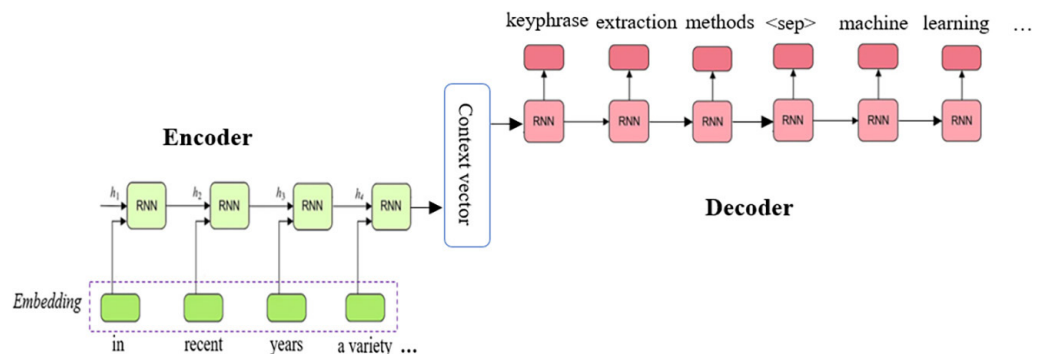 keyphrase extraction methods <sep> machine learning ...
RNN RNN RNN RNN RNN RNN
Context vector
Encoder
Decoder
h1 h2 h3 h4
RNN RNN RNN RNN
Embedding
in recent years a variety ...